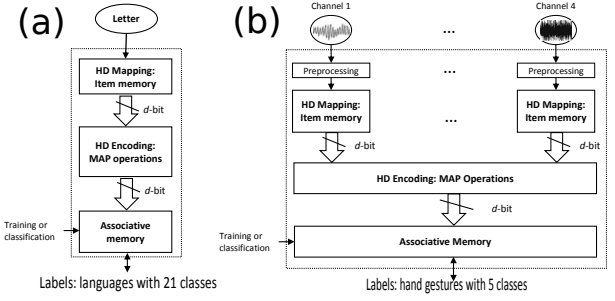 (a)
Letter
HD Mapping:
Item memory
d-bit
HD Encoding:
MAP operations
d-bit
Training or
classification
Associative
memory
Labels: languages with 21 classes
(b)
Channel 1
...
Channel 4
Preprocessing
...
Preprocessing
HD Mapping:
Item memory
...
HD Mapping:
Item memory
d-bit
d-bit
HD Encoding: MAP Operations
d-bit
Training or
classification
Associative Memory
Labels: hand gestures with 5 classes